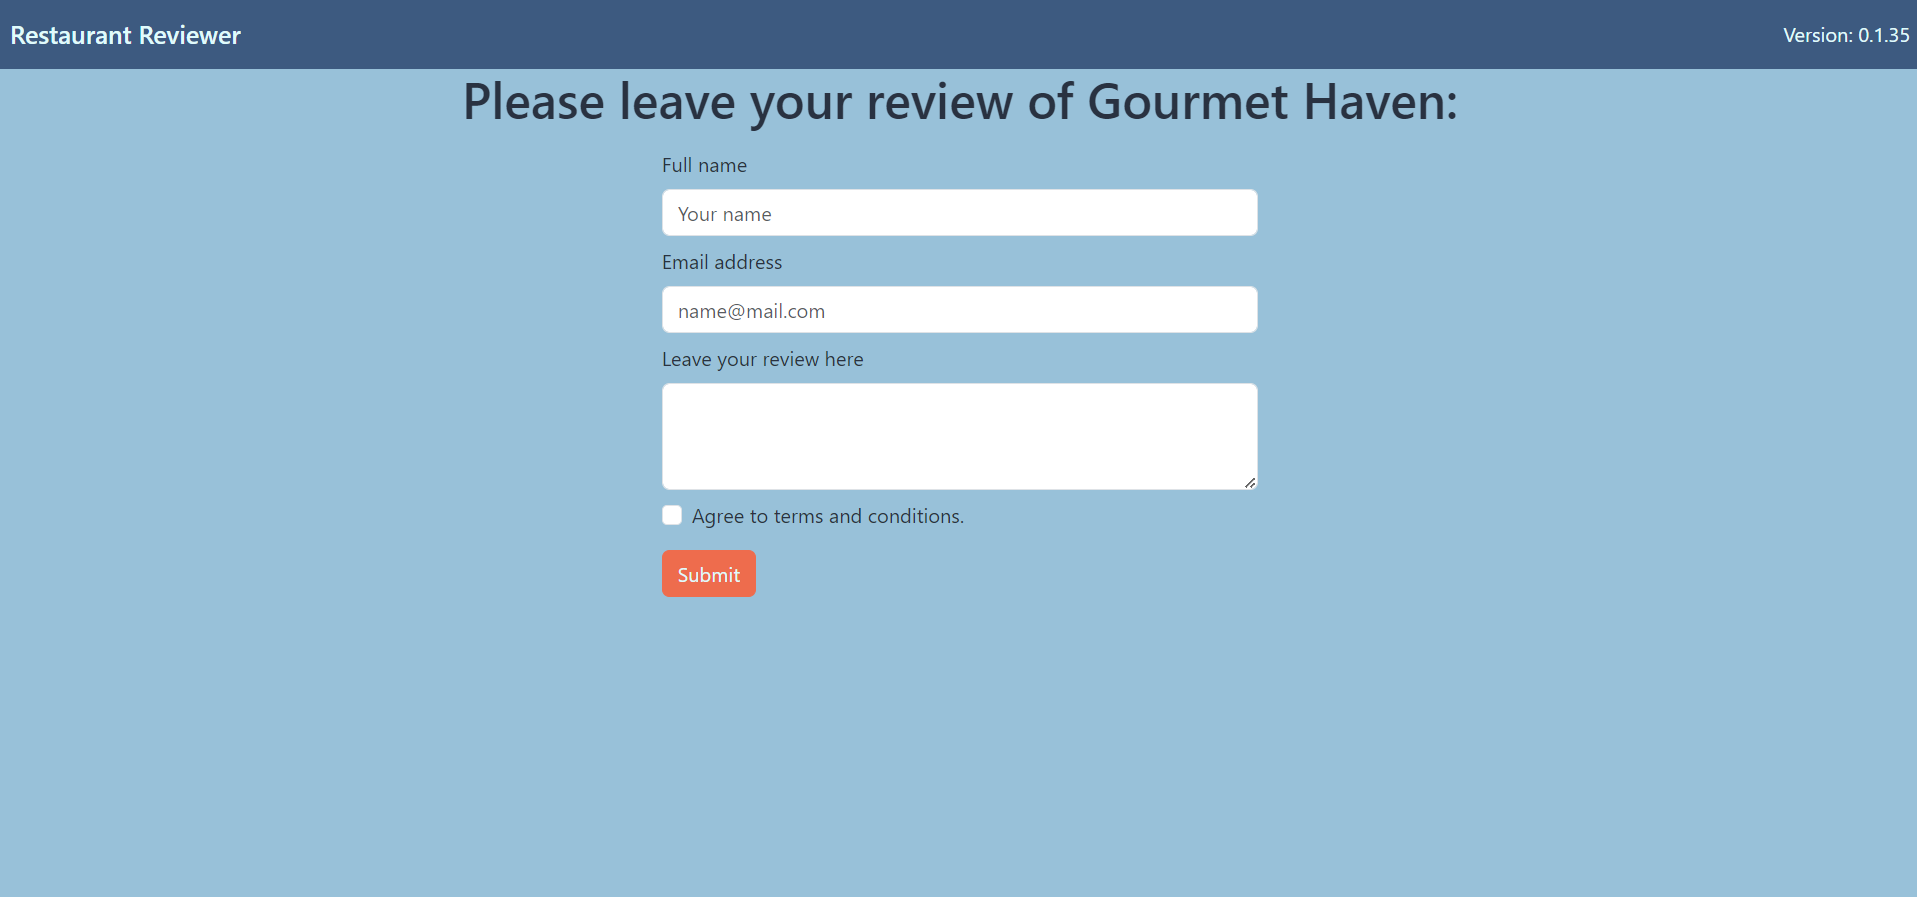 Restaurant Reviewer
Version: 0.1.35
Please leave your review of Gourmet Haven:
Full name
Your name
Email address
name@mail.com
Leave your review here
Agree to terms and conditions.
Submit